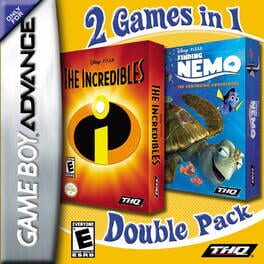 ONLY FOR
GAME BOY ADVANCE
2 Games in 1
DISNEY · PIXAR
THE INCREDIBLES
i
THE INCREDIBLES
E
THQ
DISNEY · PIXAR
FINDING
NEMO
THE CONTINUING ADVENTURES
NEMO
THQ
Double Pack
EVERYONE
E
ESRB
THQ